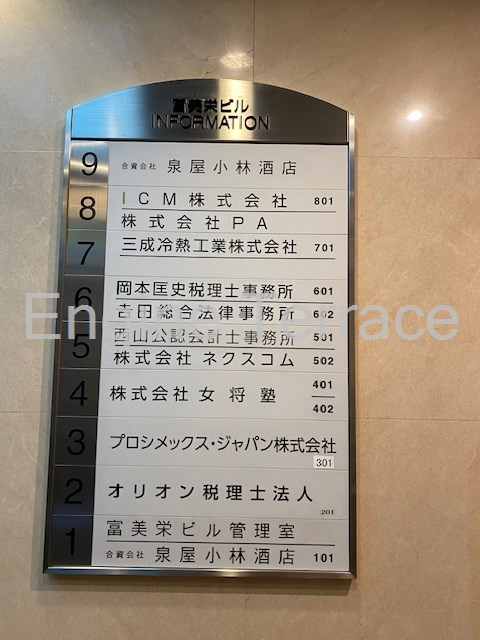 富美栄ビル
INFORMATION
9 合資会社 泉屋小林酒店
8 ICM株式会社 801
株式会社PA
7 三成冷熱工業株式会社 701
6 岡本匡史税理士事務所 601
吉田総合法律事務所 602
5 西山公認会計士事務所 501
株式会社 ネクスコム 502
4 株式会社 女将塾 401
402
3 プロシメックス・ジャパン株式会社
301
2 オリオン税理士法人
201
1 富美栄ビル管理室
合資会社 泉屋小林酒店 101
Engine Terrace